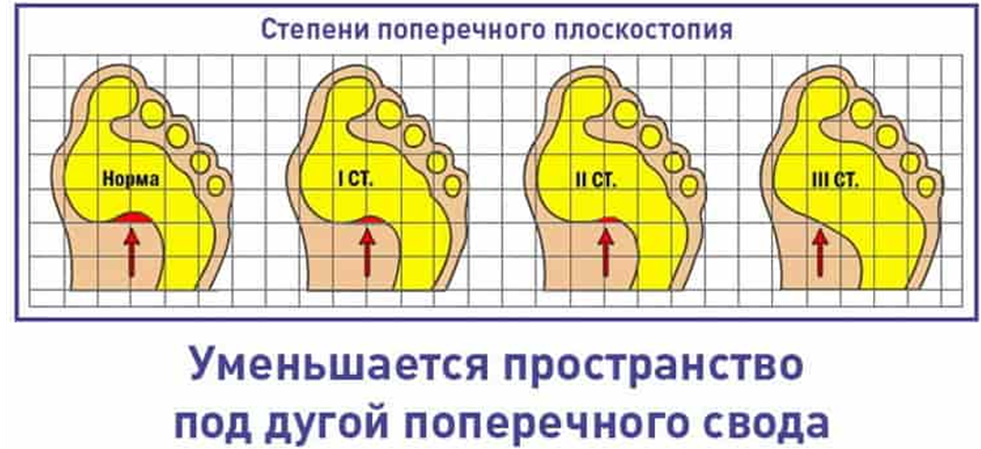 Степени поперечного плоскостопия
Норма
I СТ.
II СТ.
III СТ.
Уменьшается пространство
под дугой поперечного свода